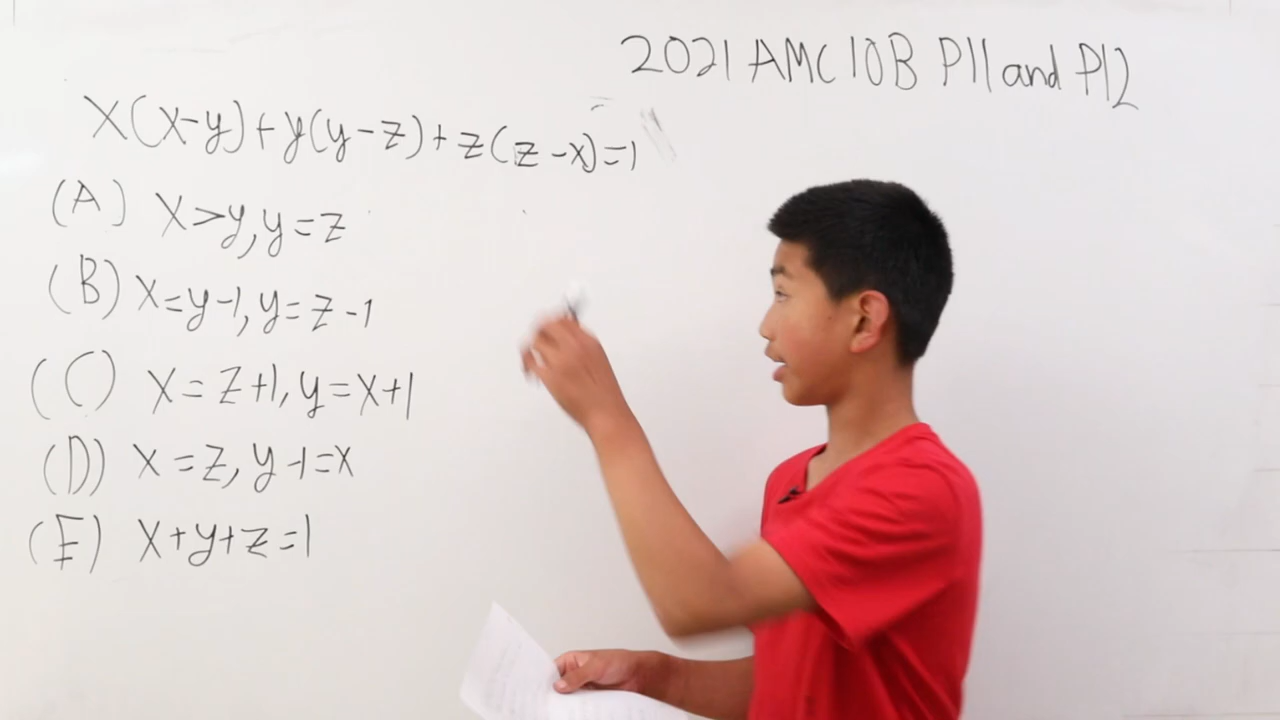 2021 AMC 10B P11 and P12
x(x-y)+y(y-z)+z(z-x)=1
(A) x>y, y=z
(B) x=y-1, y=z-1
(C) x=z+1, y=x+1
(D) x=z, y-1=x
(E) x+y+z=1